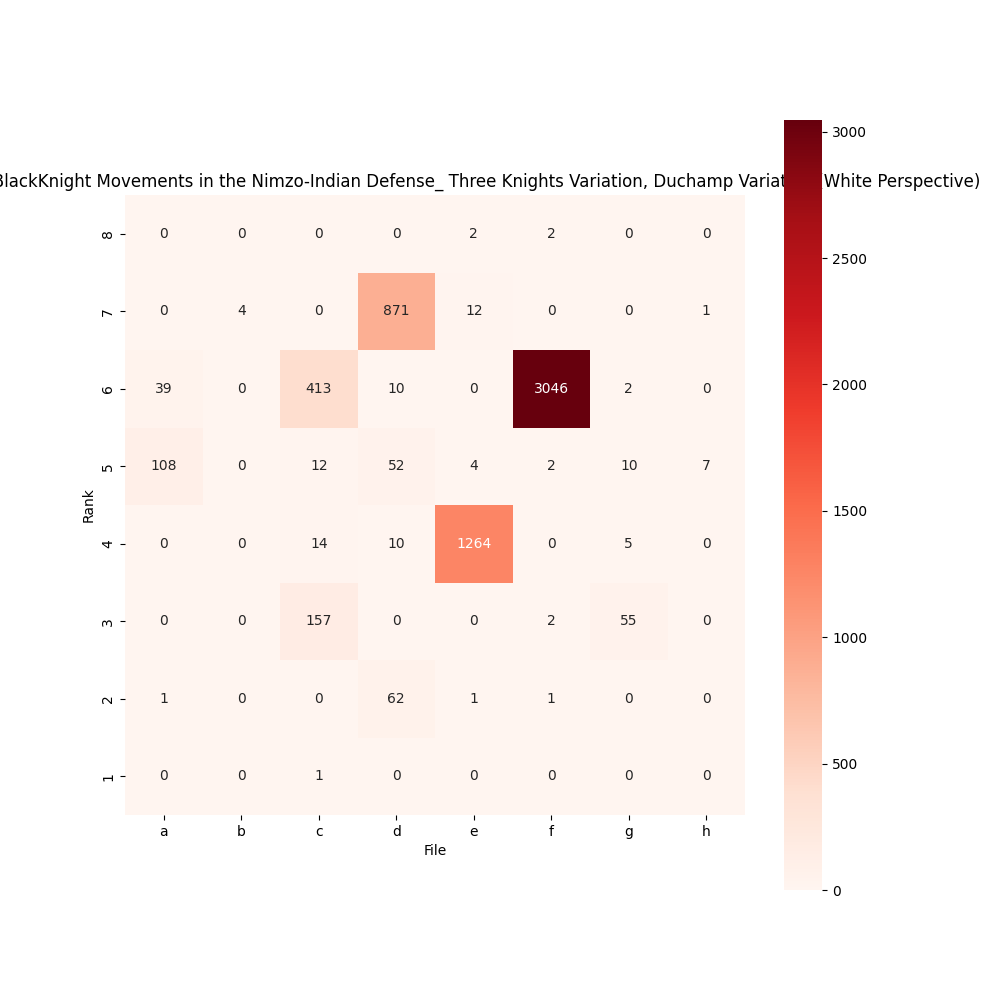 BlackKnight Movements in the Nimzo-Indian Defense_ Three Knights Variation, Duchamp White Perspective)
8 0 0 0 0 2 2 0 0
7 0 4 0 871 12 0 0 1
6 39 0 413 10 0 3046 2 0
5 108 0 12 52 4 2 10 7
4 0 0 14 10 1264 0 5 0
3 0 0 157 0 0 2 55 0
2 1 0 0 62 1 1 0 0
1 0 0 1 0 0 0 0 0
a b c d e f g h
File
Rank
3000
2500
2000
1500
1000
500
0